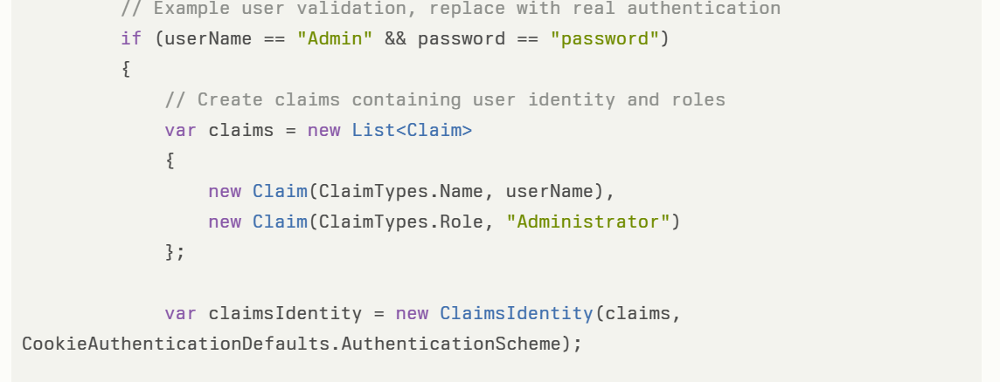 // Example user validation, replace with real authentication
if (userName == "Admin" && password == "password")
{
// Create claims containing user identity and roles
var claims = new List<Claim>
{
new Claim(ClaimTypes.Name, userName),
new Claim(ClaimTypes.Role, "Administrator")
};
var claimsIdentity = new ClaimsIdentity(claims,
CookieAuthenticationDefaults.AuthenticationScheme);